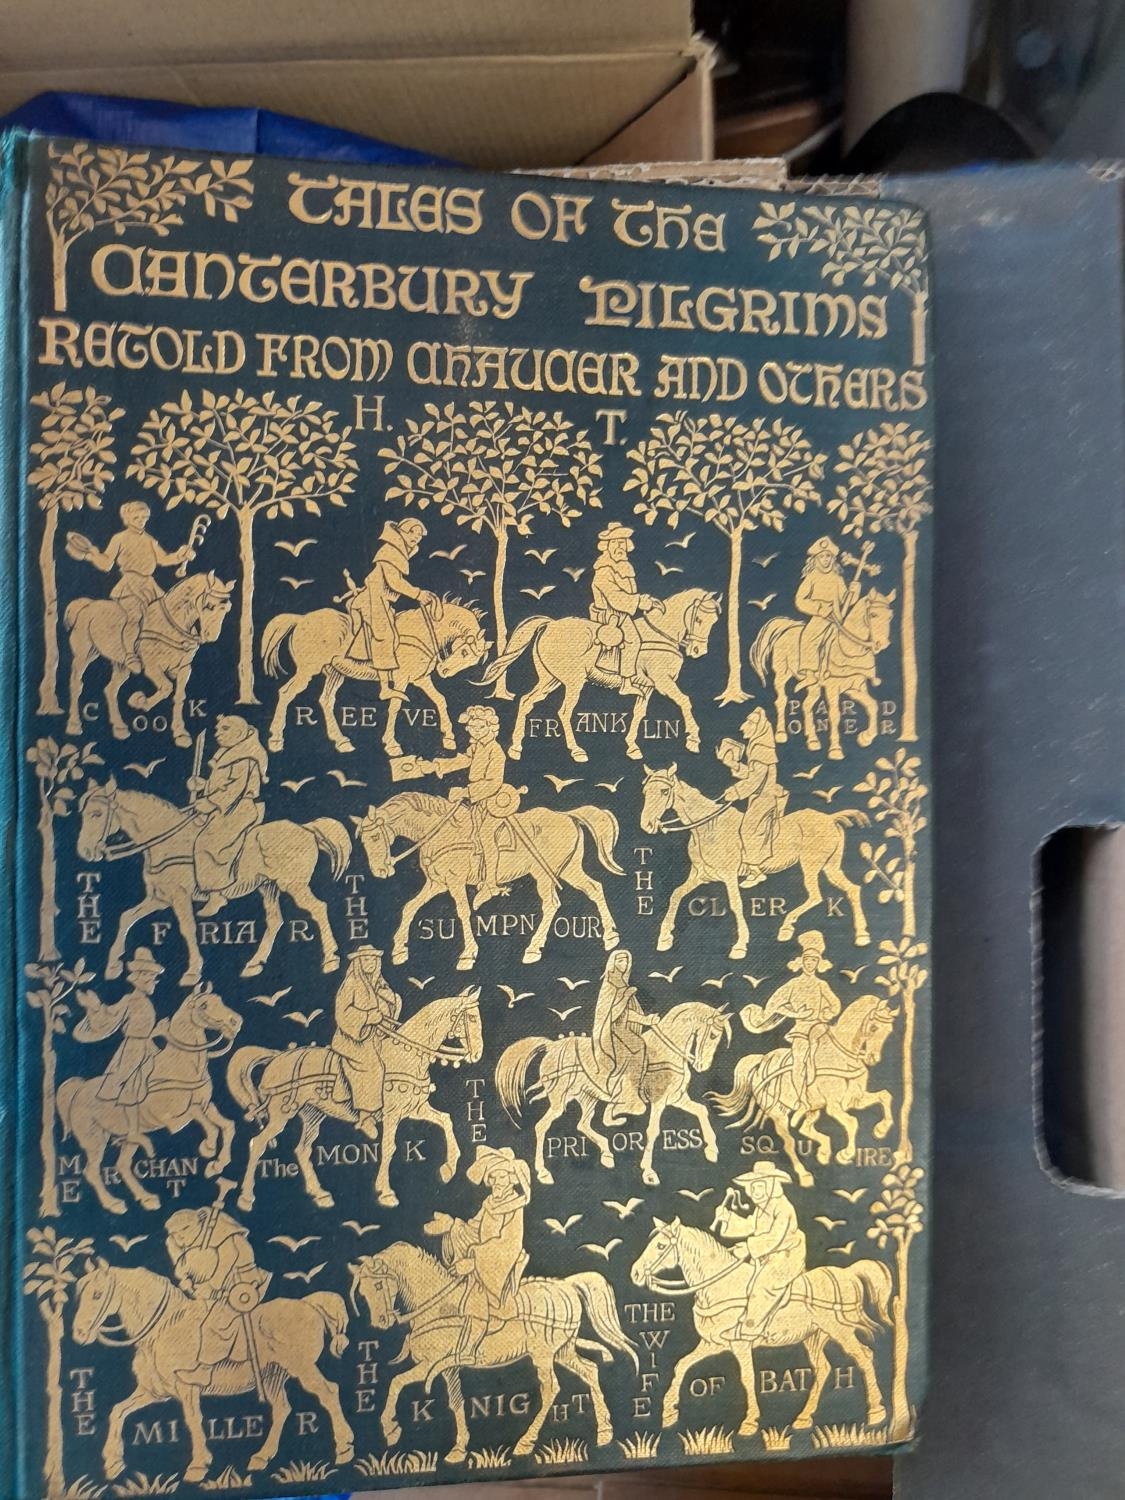 TALES OF THE
CANTERBURY PILGRIMS
RETOLD FROM CHAUCER AND OTHERS
H. T.
COOK
REEVE
FRANKLIN
PARDONER
THE FRIAR
THE SUMPNOUR
THE CLERK
MERCHANT
The MONK
THE PRIORESS
SQUIRE
THE MILLER
THE KNIGHT
THE WIFE OF BATH